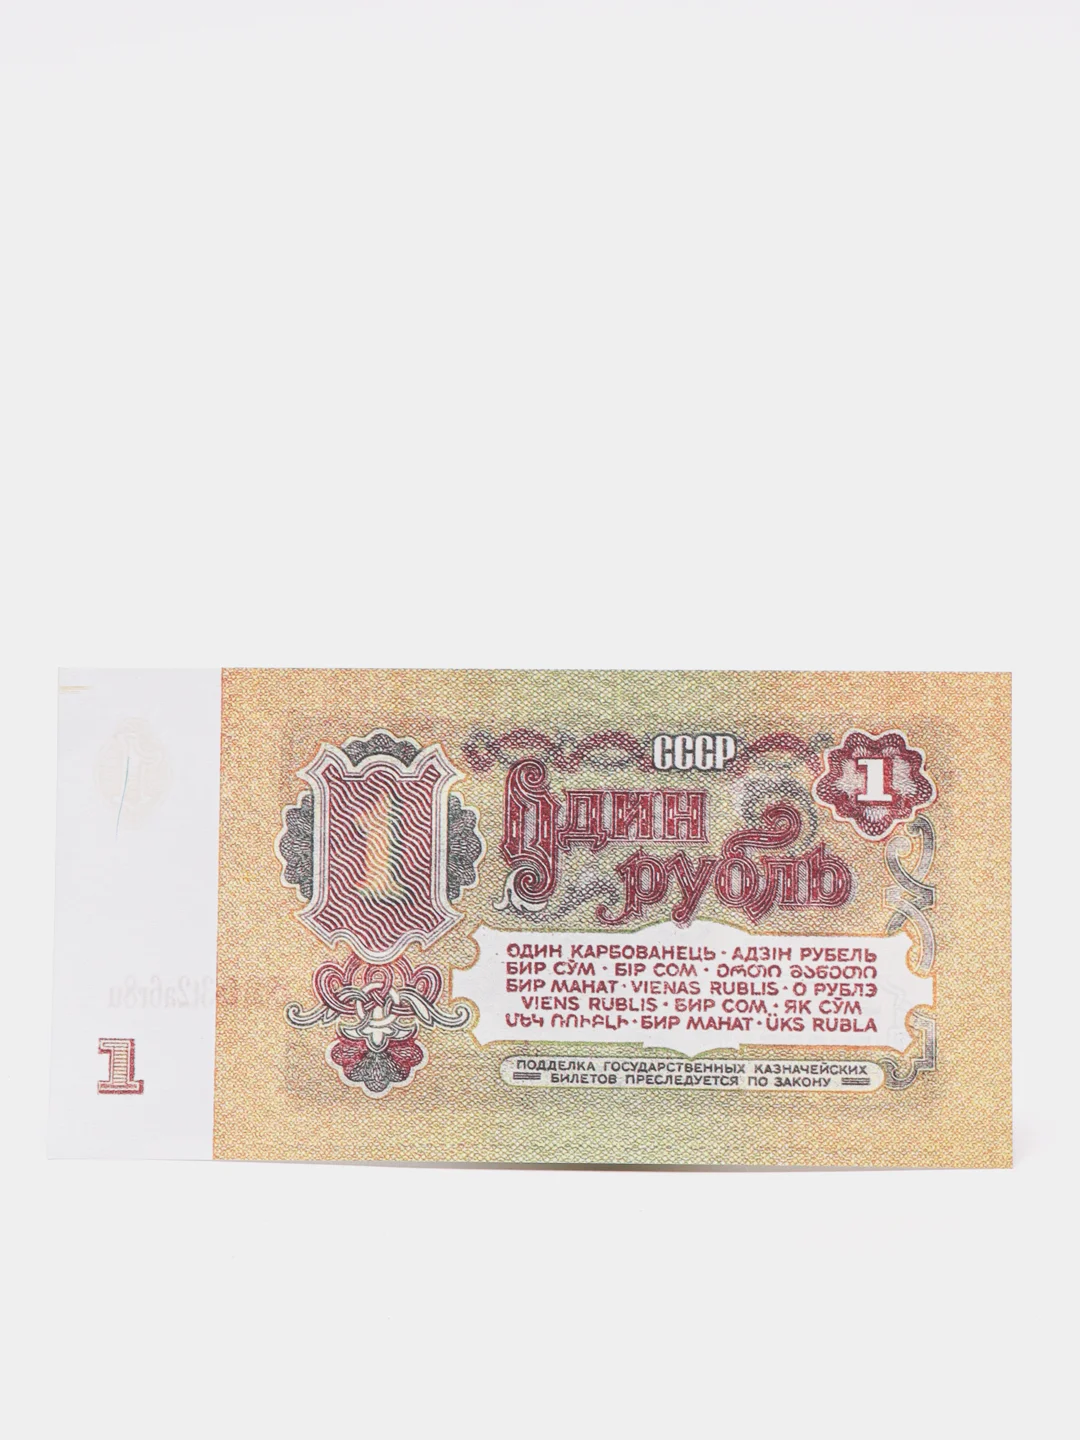 СССР
1
1
Один
рубль
ОДИН КАРБОВАНЕЦЬ · АДЗІН РУБЕЛЬ
БИР СЎМ · БІР СОМ · ᲔᲠᲗᲘ ᲛᲐᲜᲔᲗᲘ
БИР МАНАТ · VIENAS RUBLIS · О РУБЛЭ
VIENS RUBLIS · БИР СОМ · ЯК СЎМ
ՄԵԿ ՌՈՒԲԼԻ · БИР МАНАТ · ÜKS RUBLA
ПОДДЕЛКА ГОСУДАРСТВЕННЫХ КАЗНАЧЕЙСКИХ
БИЛЕТОВ ПРЕСЛЕДУЕТСЯ ПО ЗАКОНУ
1